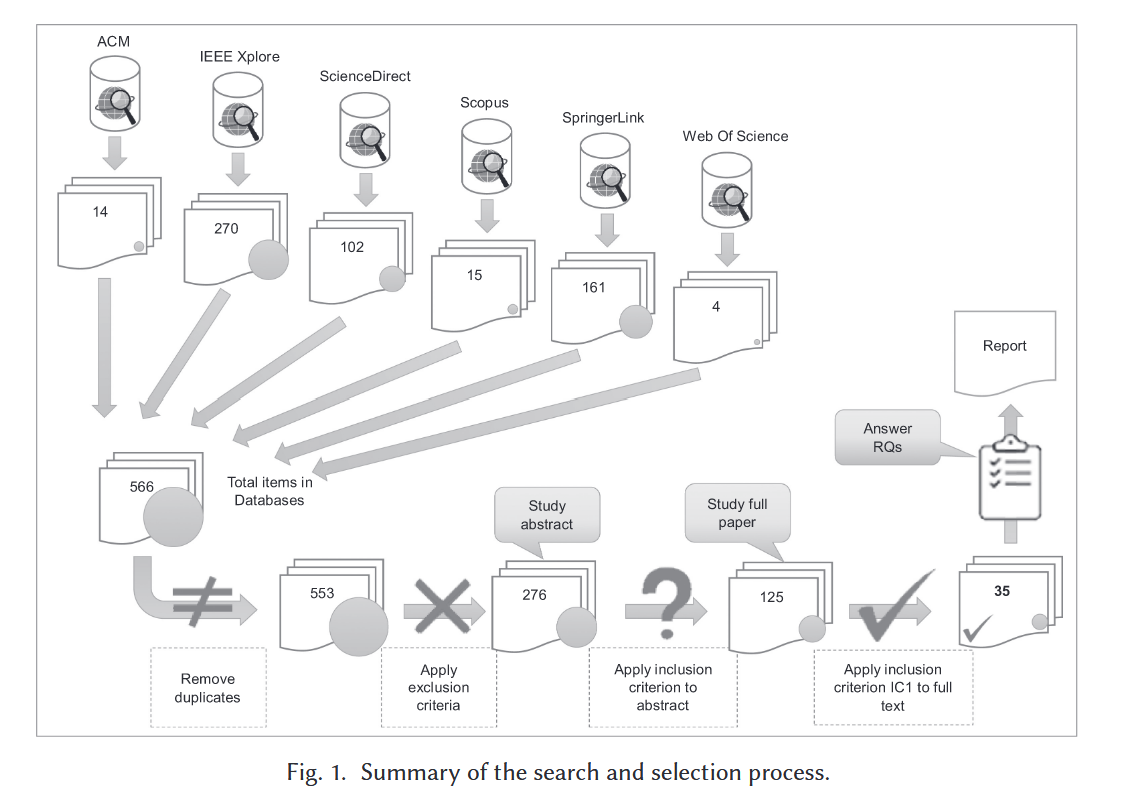 ACM
IEEE Xplore
ScienceDirect
Scopus
SpringerLink
Web Of Science
14
270
102
15
161
4
Report
Answer
RQs
566
Total items in
Databases
Study
abstract
Study full
paper
553
276
125
35
Remove
duplicates
Apply
exclusion
criteria
Apply inclusion
criterion to
abstract
Apply inclusion
criterion IC1 to full
text
Fig. 1. Summary of the search and selection process.